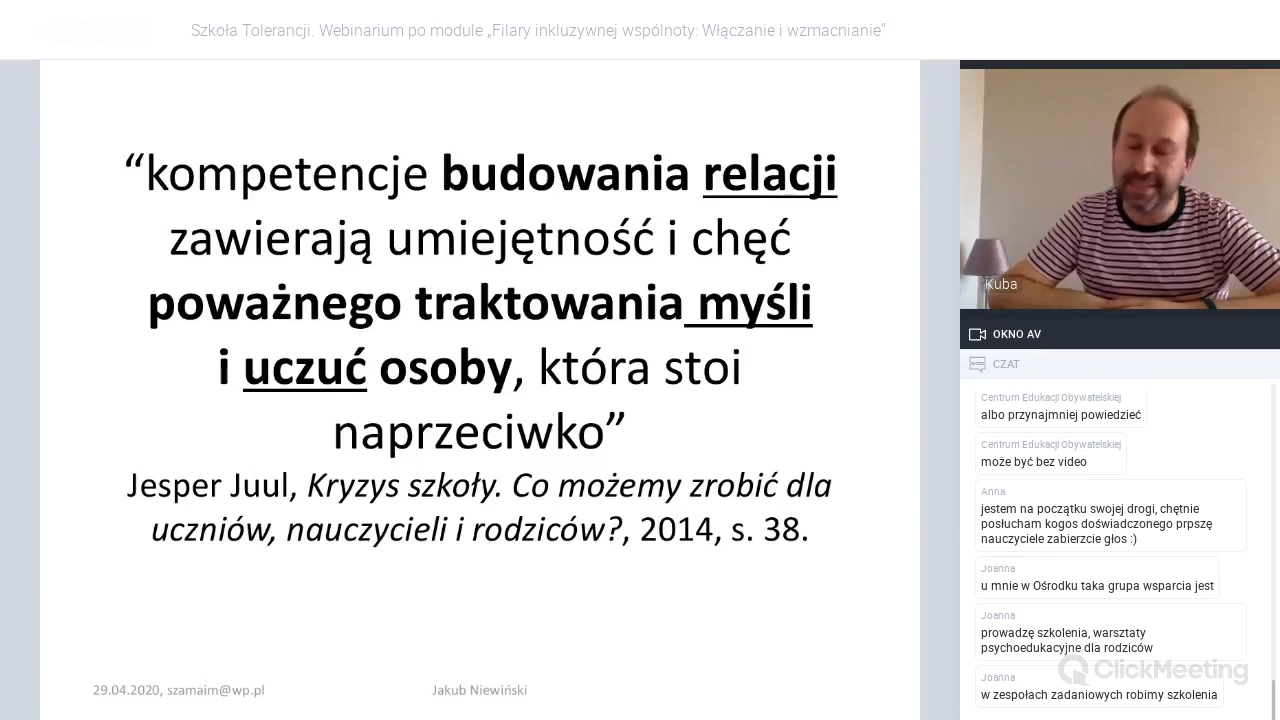 Szkoła Tolerancji. Webinarium po module „Filary inkluzywnej wspólnoty: Włączanie i wzmacnianie"
“kompetencje budowania relacji
zawierają umiejętność i chęć
poważnego traktowania myśli
i uczuć osoby, która stoi
naprzeciwko”
Jesper Juul, Kryzys szkoły. Co możemy zrobić dla
uczniów, nauczycieli i rodziców?, 2014, s. 38.
29.04.2020, szamaim@wp.pl
Jakub Niewiński
Kuba
OKNO AV
CZAT
Centrum Edukacji Obywatelskiej
albo przynajmniej powiedzieć
Centrum Edukacji Obywatelskiej
może być bez video
Anna
jestem na początku swojej drogi, chętnie
posłucham kogos doświadczonego prpszę
nauczyciele zabierzcie głos :)
Joanna
u mnie w Ośrodku taka grupa wsparcia jest
Joanna
prowadzę szkolenia, warsztaty
psychoedukacyjne dla rodziców
ClickMeeting
Joanna
w zespołach zadaniowych robimy szkolenia